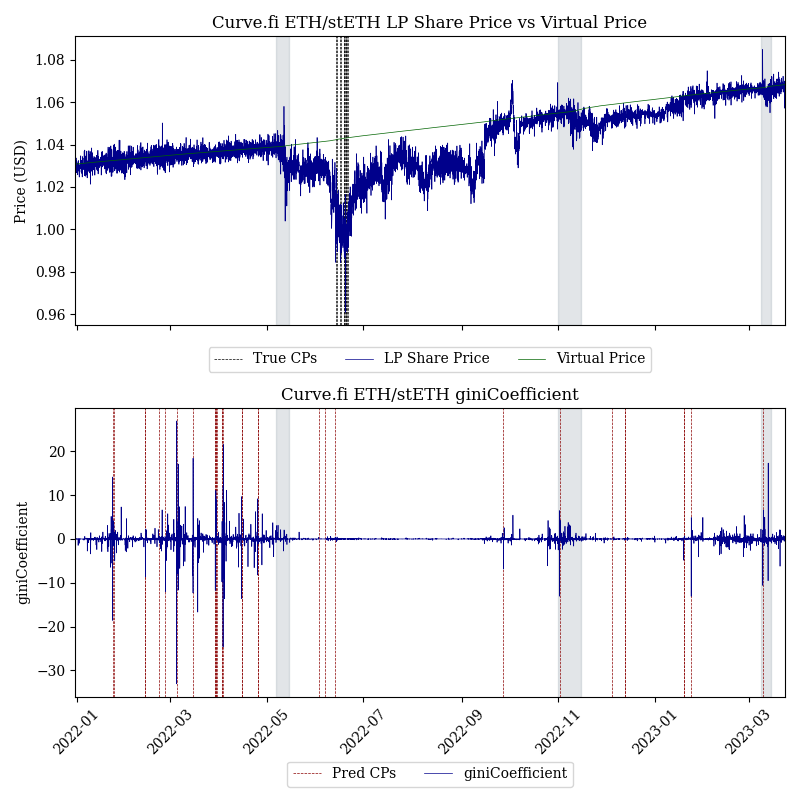 Curve.fi ETH/stETH LP Share Price vs Virtual Price
Price (USD)
1.08
1.06
1.04
1.02
1.00
0.98
0.96
True CPs
LP Share Price
Virtual Price
Curve.fi ETH/stETH giniCoefficient
giniCoefficient
20
10
0
−10
−20
−30
2022-01
2022-03
2022-05
2022-07
2022-09
2022-11
2023-01
2023-03
Pred CPs
giniCoefficient